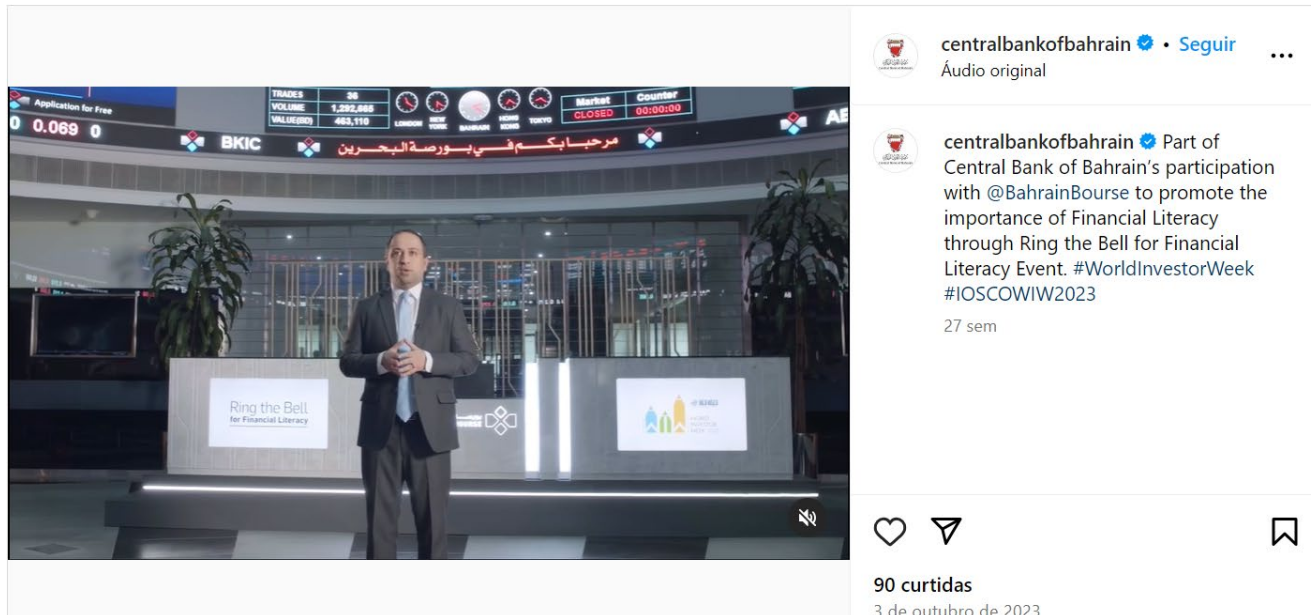 Application for Free
0 0.069 0
BKIC
TRADES 36
VOLUME 1,292,665
VALUE(BD) 463,110
LONDON
NEW YORK
BAHRAIN
HONG KONG
TOKYO
Market Counter
CLOSED 00:00:00
مرحبا بكم في بورصة البحرين
Ring the Bell
for Financial Literacy
centralbankofbahrain • Seguir
Áudio original
centralbankofbahrain Part of
Central Bank of Bahrain’s participation
with @BahrainBourse to promote the
importance of Financial Literacy
through Ring the Bell for Financial
Literacy Event. #WorldInvestorWeek
#IOSCOWIW2023
27 sem
90 curtidas
3 de outubro de 2023